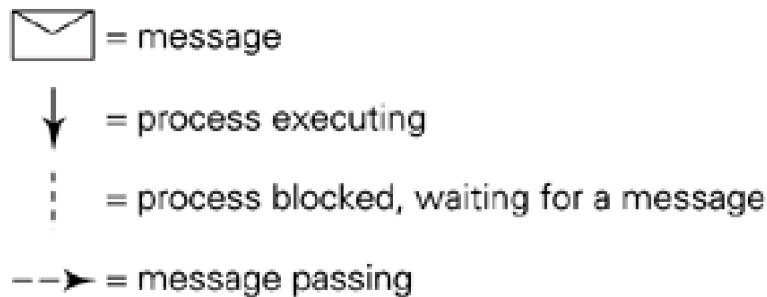 = message
= process executing
= process blocked, waiting for a message
= message passing